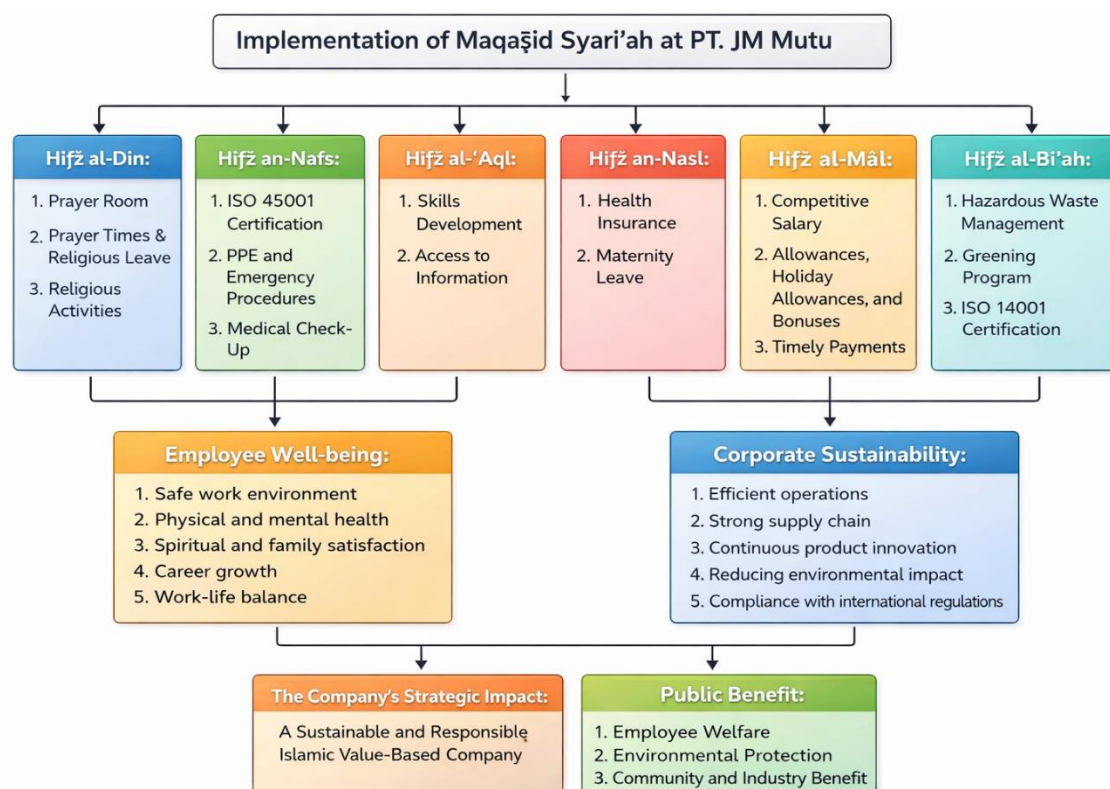 Implementation of Maqaşid Syari'ah at PT. JM Mutu
Hiƒž al-Din:
1. Prayer Room
2. Prayer Times &
Religious Leave
3. Religious
Activities
Hiƒž an-Nafs:
1. ISO 45001
Certification
2. PPE and
Emergency
Procedures
3. Medical Check-
Up
Hiƒž al-‘Aql:
1. Skills
Development
2. Access to
Information
Hiƒž an-Nasl:
1. Health
Insurance
2. Maternity
Leave
Hiƒž al-Mâl:
1. Competitive
Salary
2. Allowances,
Holiday
Allowances, and
Bonuses
3. Timely Payments
Hiƒž al-Bi’ah:
1. Hazardous Waste
Management
2. Greening
Program
3. ISO 14001
Certification
Employee Well-being:
1. Safe work environment
2. Physical and mental health
3. Spiritual and family satisfaction
4. Career growth
5. Work-life balance
Corporate Sustainability:
1. Efficient operations
2. Strong supply chain
3. Continuous product innovation
4. Reducing environmental impact
5. Compliance with international regulations
The Company's Strategic Impact:
A Sustainable and Responsible
Islamic Value-Based Company
Public Benefit:
1. Employee Welfare
2. Environmental Protection
3. Community and Industry Benefit